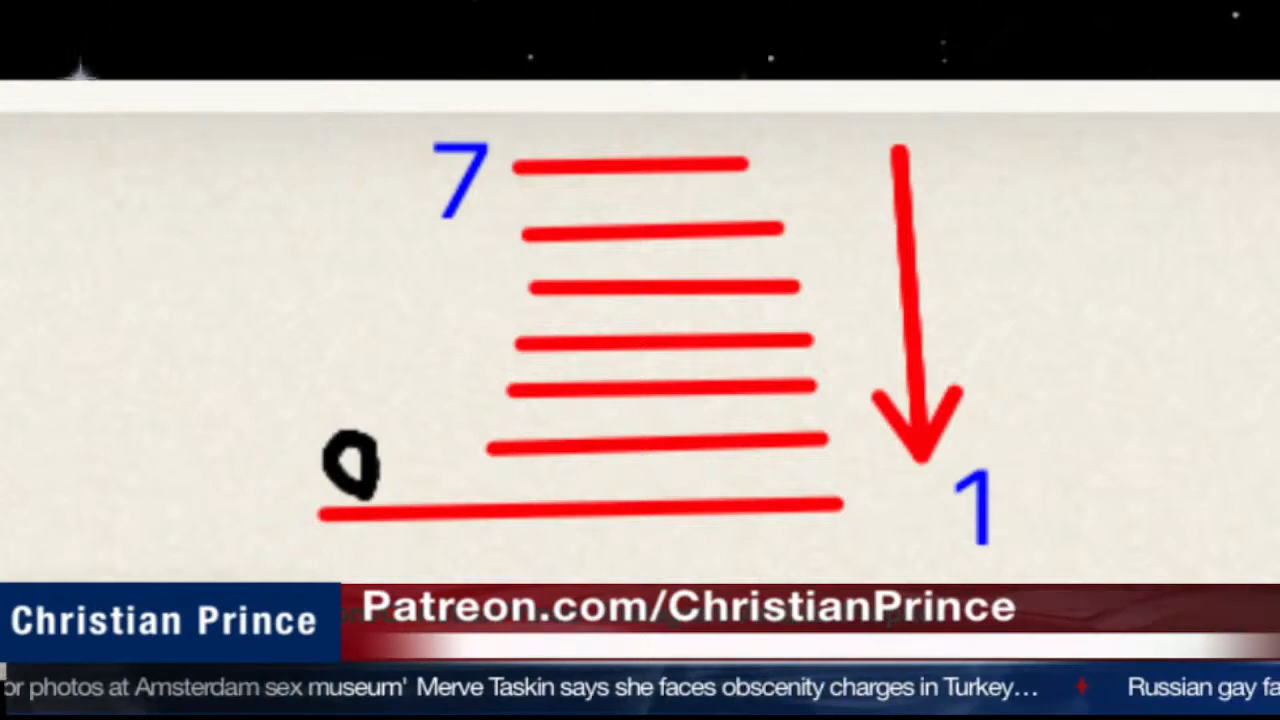 7
0
1
Christian Prince
Patreon.com/ChristianPrince
or photos at Amsterdam sex museum' Merve Taskin says she faces obscenity charges in Turkey… Russian gay fa